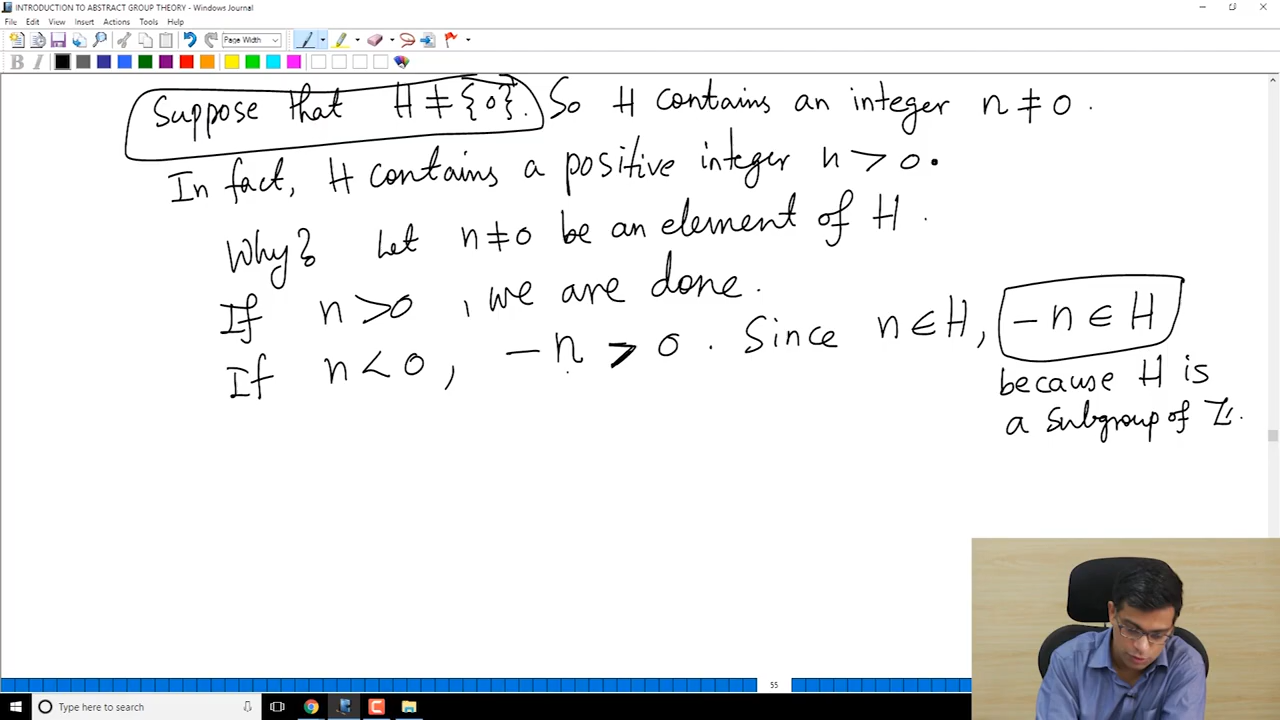 INTRODUCTION TO ABSTRACT GROUP THEORY - Windows Journal
File Edit View Insert Actions Tools Help
Page Width
B I
Suppose that H ≠ {0}. So H contains an integer n ≠ 0.
In fact, H contains a positive integer n > 0.
Why? Let n ≠ 0 be an element of H.
If n > 0, we are done.
If n < 0, -n > 0. Since n ∈ H, -n ∈ H
because H is
a subgroup of ℤ.
55
Type here to search